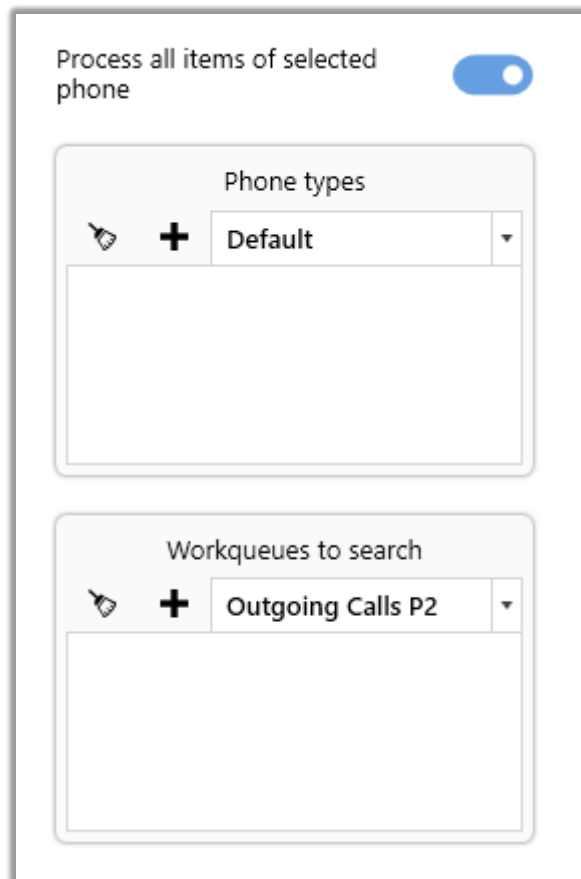 Process all items of selected
phone
Phone types
Default
Workqueues to search
Outgoing Calls P2